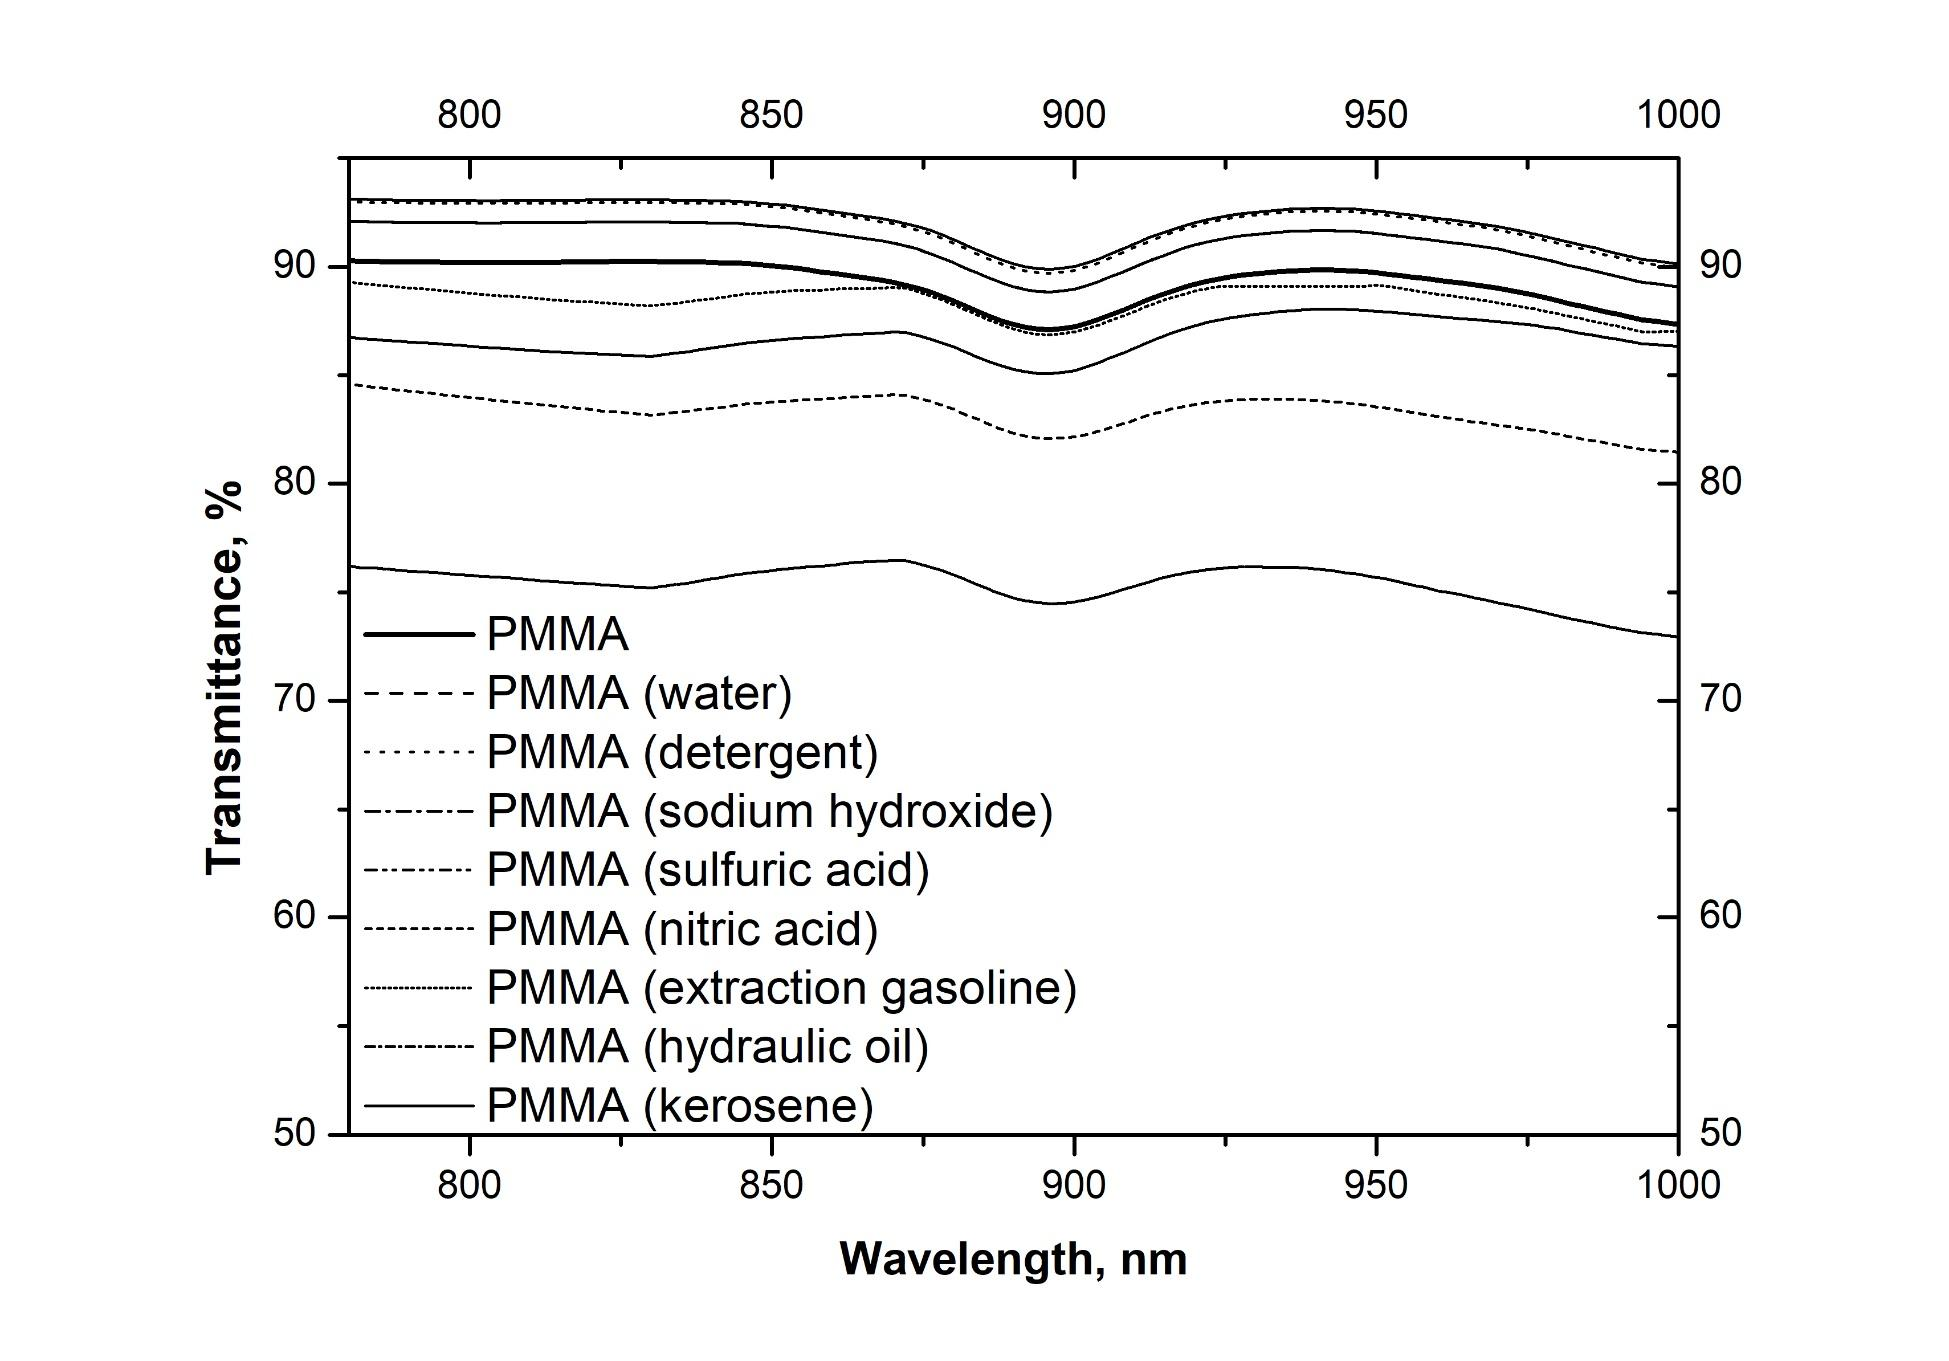 800 850 900 950 1000
90 90
80 80
70 70
60 60
50 50
Transmittance, %
PMMA
PMMA (water)
PMMA (detergent)
PMMA (sodium hydroxide)
PMMA (sulfuric acid)
PMMA (nitric acid)
PMMA (extraction gasoline)
PMMA (hydraulic oil)
PMMA (kerosene)
800 850 900 950 1000
Wavelength, nm